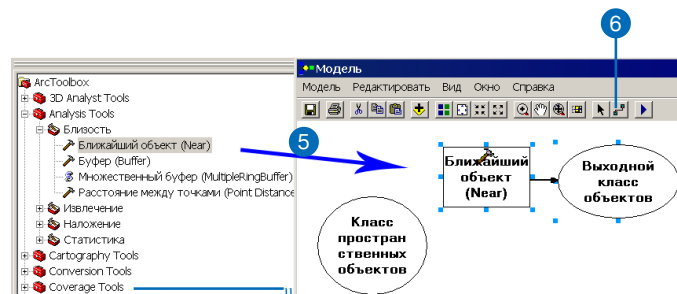 6
Модель
Модель Редактировать Вид Окно Справка
ArcToolbox
3D Analyst Tools
Analysis Tools
Близость
Ближайший объект (Near)
Буфер (Buffer)
Множественный буфер (MultipleRingBuffer)
Расстояние между точками (Point Distance
Извлечение
Наложение
Статистика
Cartography Tools
Conversion Tools
Coverage Tools
5
Ближайший
объект
(Near)
Выходной
класс
объектов
Класс
простран
ственных
объектов